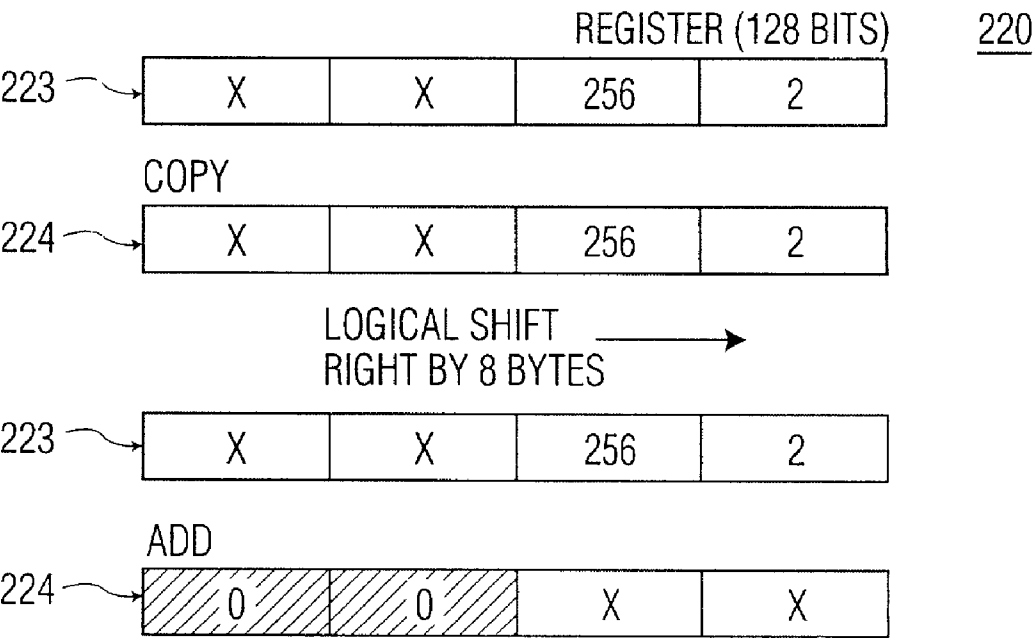 REGISTER (128 BITS) 220
223 X X 256 2
COPY
224 X X 256 2
LOGICAL SHIFT
RIGHT BY 8 BYTES
223 X X 256 2
ADD
224 0 0 X X